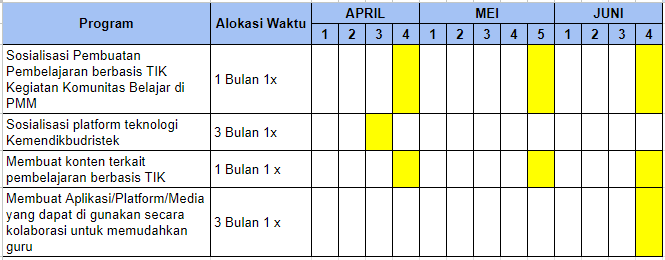 Program Alokasi Waktu APRIL MEI JUNI
1 2 3 4 1 2 3 4 5 1 2 3 4
Sosialisasi Pembuatan
Pembelajaran berbasis TIK
Kegiatan Komunitas Belajar di
PMM
1 Bulan 1x
Sosialisasi platform teknologi
Kemendikbudristek
3 Bulan 1x
Membuat konten terkait
pembelajaran berbasis TIK
1 Bulan 1 x
Membuat Aplikasi/Platform/Media
yang dapat di gunakan secara
kolaborasi untuk memudahkan
guru
3 Bulan 1 x